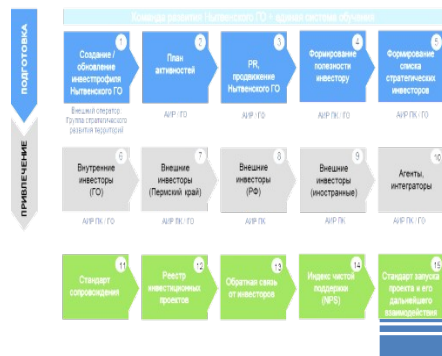 Команда развития Нытвенского ГО – единая система обучения
ПОДГОТОВКА
1
Создание /
обновление
инвестпрофиля
Нытвенского ГО
2
План
активностей
3
PR,
продвижение
Нытвенского ГО
4
Формирование
полезности
инвестору
5
Формирование
списка
стратегических
инвесторов
Внешний оператор,
Группа стратегического
развития территорий
АИР / ГО
АИР / ГО
АИР ПК / ГО
АИР ПК / ГО
ПРИВЛЕЧЕНИЕ
6
Внутренние
инвесторы
(ГО)
7
Внешние
инвесторы
(Пермский край)
8
Внешние
инвесторы
(РФ)
9
Внешние
инвесторы
(иностранные)
10
Агенты,
интеграторы
АИР ПК / ГО
АИР ПК / ГО
АИР ПК
АИР ПК
АИР ПК / ГО
11
Стандарт
сопровождения
12
Реестр
инвестиционных
проектов
13
Обратная связь
от инвесторов
14
Индекс чистой
поддержки
(NPS)
15
Стандарт запуска
проекта и его
дальнейшего
взаимодействия